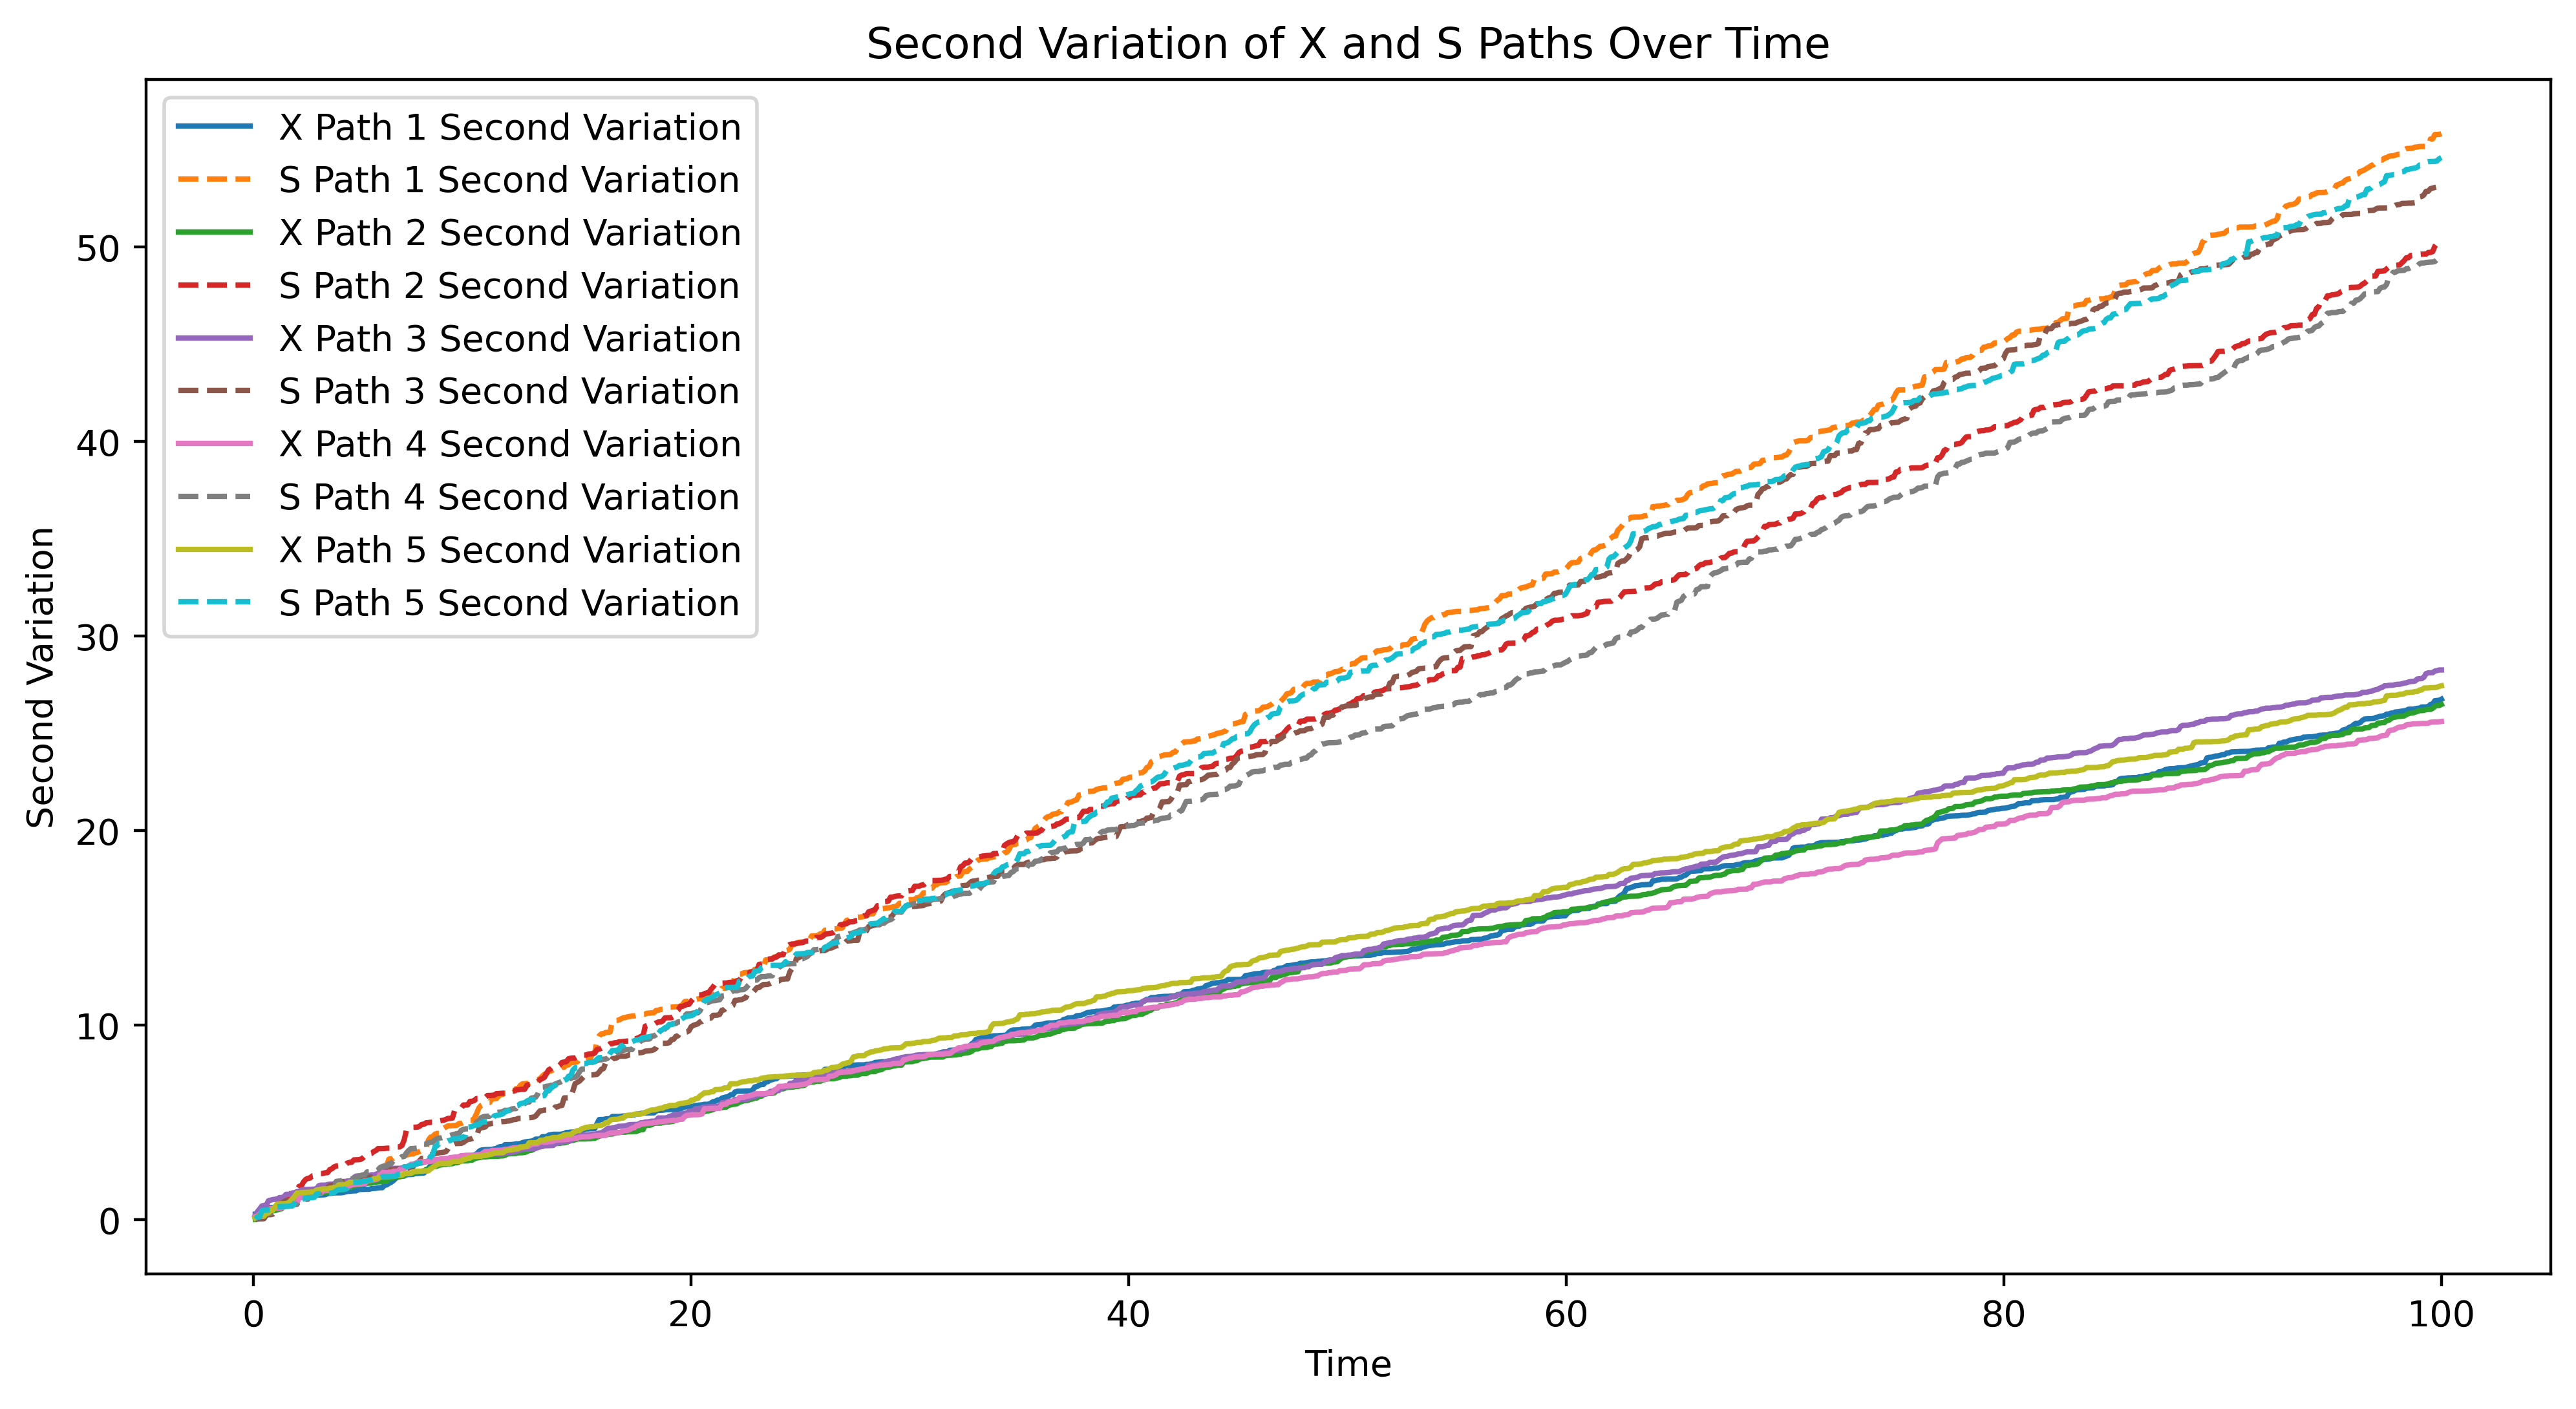 Second Variation of X and S Paths Over Time
X Path 1 Second Variation
S Path 1 Second Variation
X Path 2 Second Variation
S Path 2 Second Variation
X Path 3 Second Variation
S Path 3 Second Variation
X Path 4 Second Variation
S Path 4 Second Variation
X Path 5 Second Variation
S Path 5 Second Variation
Second Variation
50
40
30
20
10
0
0 20 40 60 80 100
Time